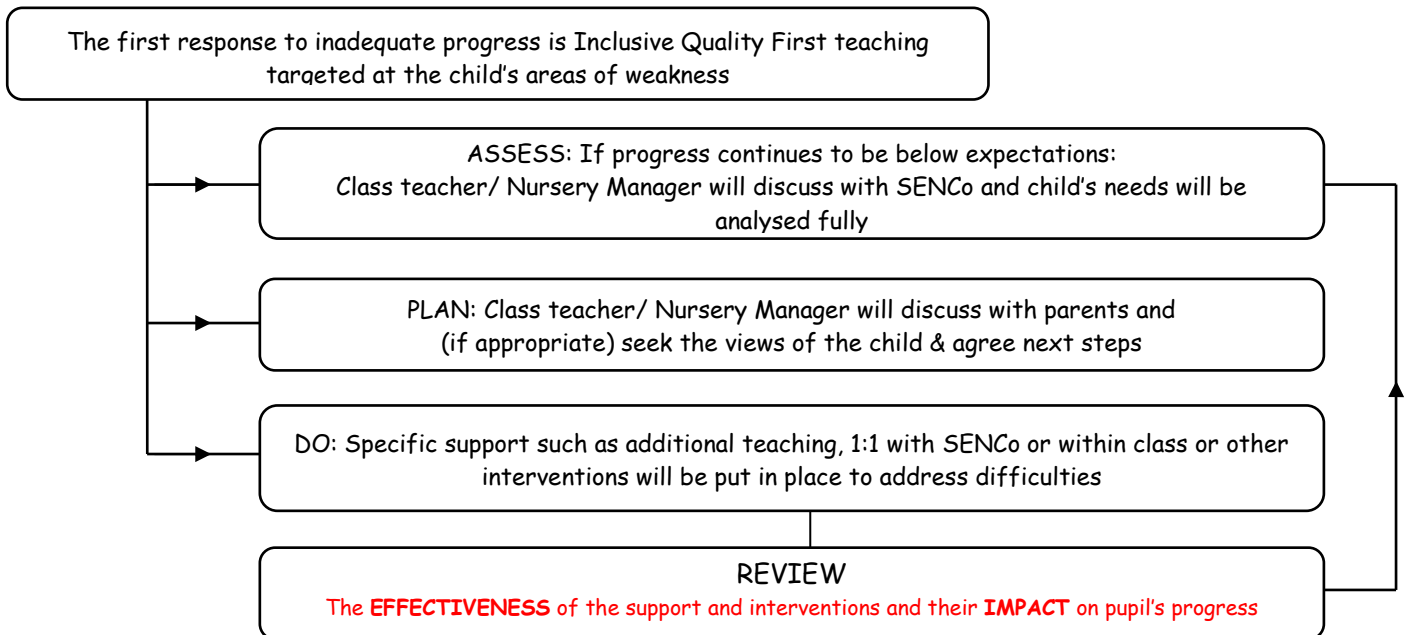 The first response to inadequate progress is Inclusive Quality First teaching
targeted at the child's areas of weakness
ASSESS: If progress continues to be below expectations:
Class teacher/ Nursery Manager will discuss with SENCo and child's needs will be
analysed fully
PLAN: Class teacher/ Nursery Manager will discuss with parents and
(if appropriate) seek the views of the child & agree next steps
DO: Specific support such as additional teaching, 1:1 with SENCo or within class or other
interventions will be put in place to address difficulties
REVIEW
The EFFECTIVENESS of the support and interventions and their IMPACT on pupil's progress